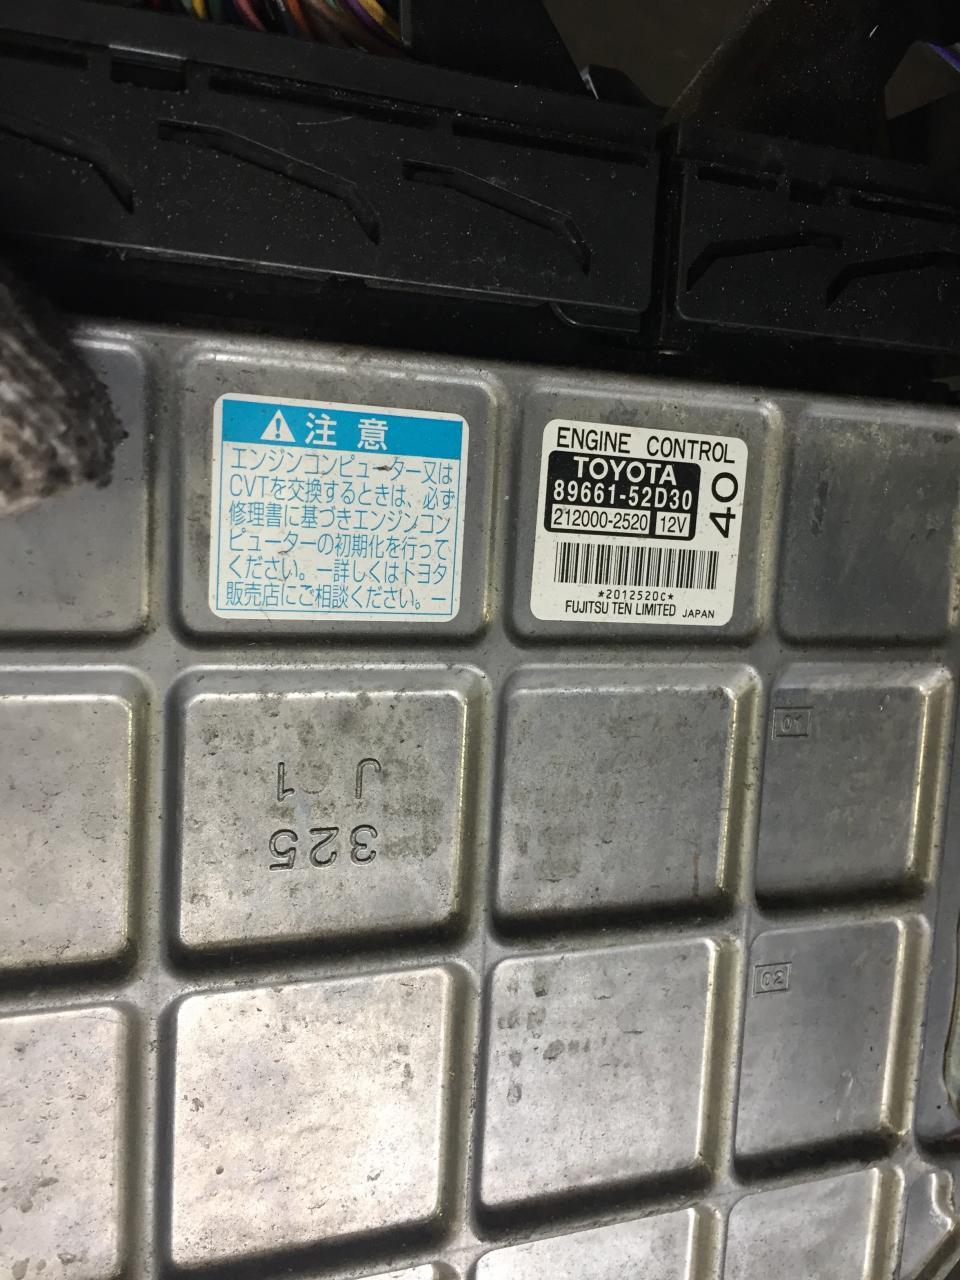 注意
エンジンコンピューター又は
CVTを交換するときは、必ず
修理書に基づきエンジンコン
ピューターの初期化を行って
ください。ー詳しくはトヨタ
販売店にご相談ください。ー
ENGINE CONTROL
TOYOTA
89661-52D30
212000-2520 12V
40
*2012520C*
FUJITSU TEN LIMITED JAPAN
J 1
325
01
30